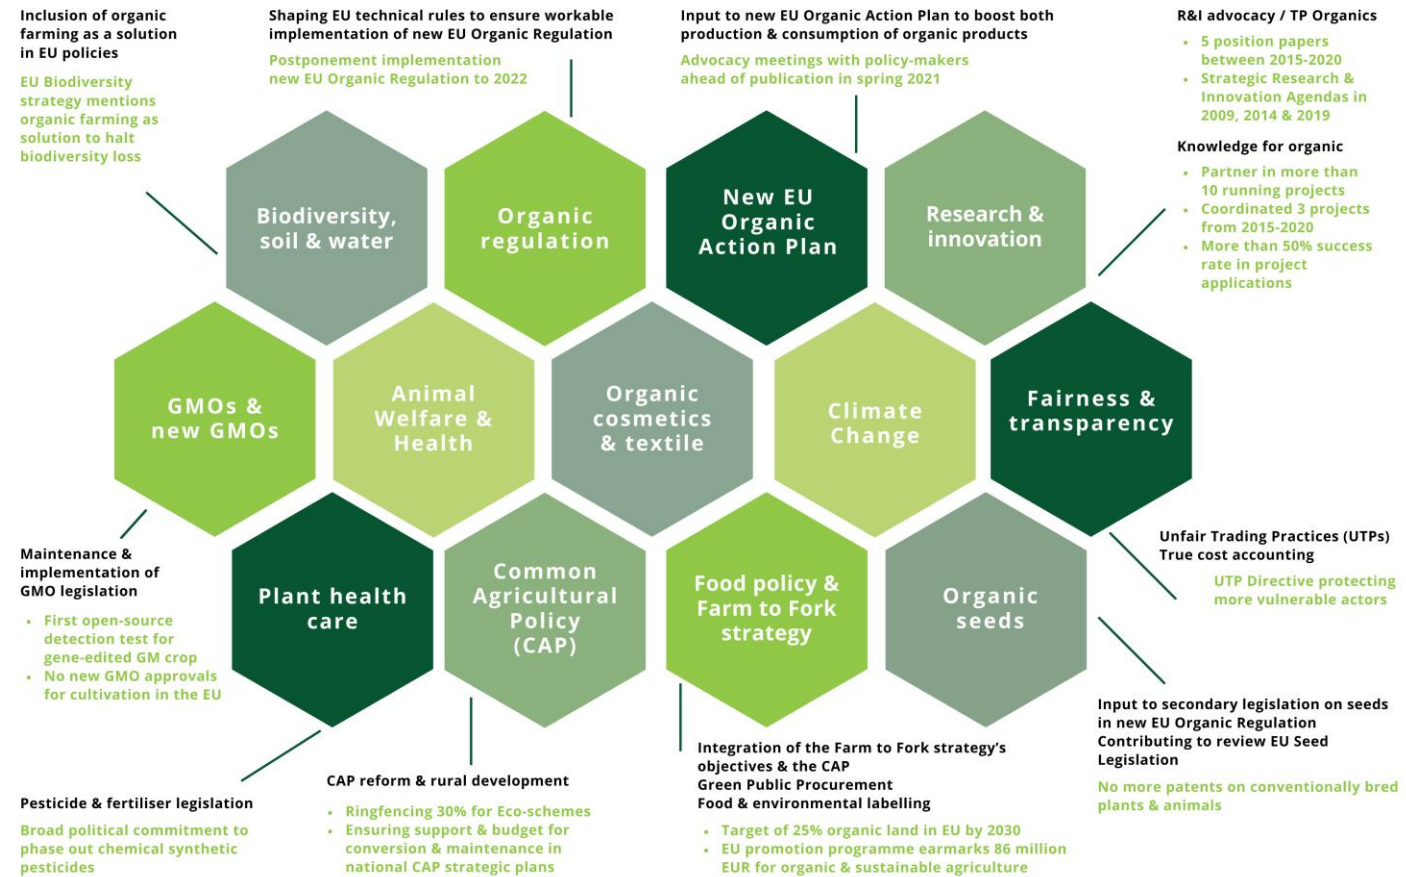 Inclusion of organic
farming as a solution
in EU policies
EU Biodiversity
strategy mentions
organic farming as
solution to halt
biodiversity loss
Shaping EU technical rules to ensure workable
implementation of new EU Organic Regulation
Postponement implementation
new EU Organic Regulation to 2022
Input to new EU Organic Action Plan to boost both
production & consumption of organic products
Advocacy meetings with policy-makers
ahead of publication in spring 2021
R&I advocacy / TP Organics
• 5 position papers
between 2015-2020
• Strategic Research &
Innovation Agendas in
2009, 2014 & 2019
Knowledge for organic
• Partner in more than
10 running projects
• Coordinated 3 projects
from 2015-2020
• More than 50% success
rate in project
applications
Biodiversity,
soil & water
Organic
regulation
New EU
Organic
Action Plan
Research &
innovation
GMOs &
new GMOs
Animal
Welfare &
Health
Organic
cosmetics
& textile
Climate
Change
Fairness &
transparency
Plant health
care
Common
Agricultural
Policy
(CAP)
Food policy &
Farm to Fork
strategy
Organic
seeds
Maintenance &
implementation of
GMO legislation
• First open-source
detection test for
gene-edited GM crop
• No new GMO approvals
for cultivation in the EU
Unfair Trading Practices (UTPs)
True cost accounting
UTP Directive protecting
more vulnerable actors
Pesticide & fertiliser legislation
Broad political commitment to
phase out chemical synthetic
pesticides
CAP reform & rural development
• Ringfencing 30% for Eco-schemes
• Ensuring support & budget for
conversion & maintenance in
national CAP strategic plans
Integration of the Farm to Fork strategy's
objectives & the CAP
Green Public Procurement
Food & environmental labelling
• Target of 25% organic land in EU by 2030
• EU promotion programme earmarks 86 million
EUR for organic & sustainable agriculture
Input to secondary legislation on seeds
in new EU Organic Regulation
Contributing to review EU Seed
Legislation
No more patents on conventionally bred
plants & animals